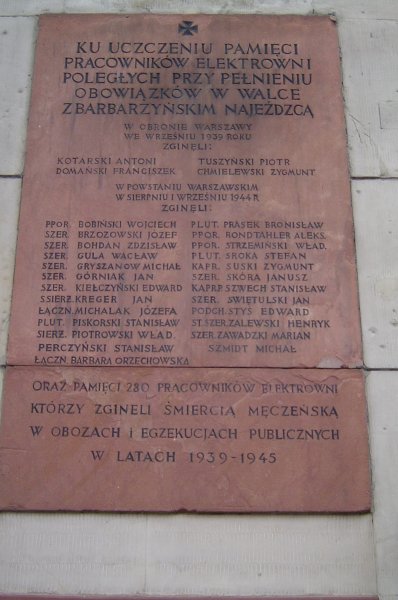 KU UCZCZENIU PAMIĘCI
PRACOWNIKÓW ELEKTROWNI
POLEGŁYCH PRZY PEŁNIENIU
OBOWIĄZKÓW W WALCE
Z BARBARZYŃSKIM NAJEŹDZCĄ
W OBRONIE WARSZAWY
WE WRZEŚNIU 1939 ROKU
ZGINĘLI:
KOTARSKI ANTONI TUSZYŃSKI PIOTR
DOMAŃSKI FRANCISZEK CHMIELEWSKI ZYGMUNT
W POWSTANIU WARSZAWSKIM
W SIERPNIU I WRZEŚNIU 1944 R
ZGINĘLI:
PPOR. BOBIŃSKI WOJCIECH PLUT. PRASEK BRONISŁAW
SZER. BRZOZOWSKI JÓZEF PPOR. RONDTHALER ALEKS.
SZER. BOHDAN ZDZISŁAW PPOR. STRZEMIŃSKI WŁAD.
SZER. GULA WACŁAW PLUT. SROKA STEFAN
SZER. GRYSZANÓW MICHAŁ KAPR. SUSKI ZYGMUNT
SZER. GÓRNIAK JAN SZER. SKÓRA JANUSZ
SZER. KIEŁCZYŃSKI EDWARD KAPR.P. SZWECH STANISŁAW
S.SIERŻ. KREGER JAN SZER. ŚWIĘTULSKI JAN
ŁĄCZN. MICHALAK JÓZEFA PODCH. STYŚ EDWARD
PLUT. PISKORSKI STANISŁAW ST.SZER. ZALEWSKI HENRYK
SIERŻ. PIOTROWSKI WŁAD. SZER. ZAWADZKI MARIAN
PERCZYŃSKI STANISŁAW SZMIDT MICHAŁ
ŁĄCZN. BARBARA ORZECHOWSKA
ORAZ PAMIĘCI 280 PRACOWNIKÓW ELEKTROWNI
KTÓRZY ZGINĘLI ŚMIERCIĄ MĘCZEŃSKĄ
W OBOZACH I EGZEKUCJACH PUBLICZNYCH
W LATACH 1939-1945